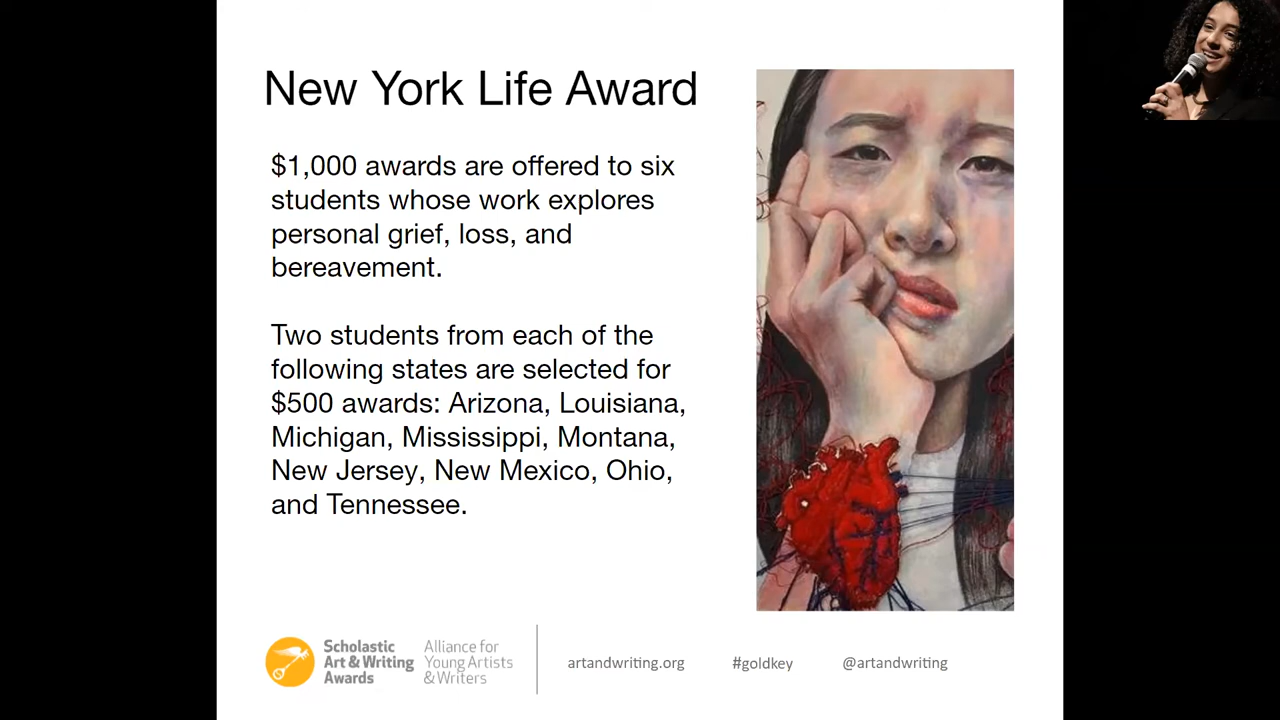 New York Life Award
$1,000 awards are offered to six
students whose work explores
personal grief, loss, and
bereavement.
Two students from each of the
following states are selected for
$500 awards: Arizona, Louisiana,
Michigan, Mississippi, Montana,
New Jersey, New Mexico, Ohio,
and Tennessee.
Scholastic
Art & Writing
Awards
Alliance for
Young Artists
& Writers
artandwriting.org
#goldkey
@artandwriting